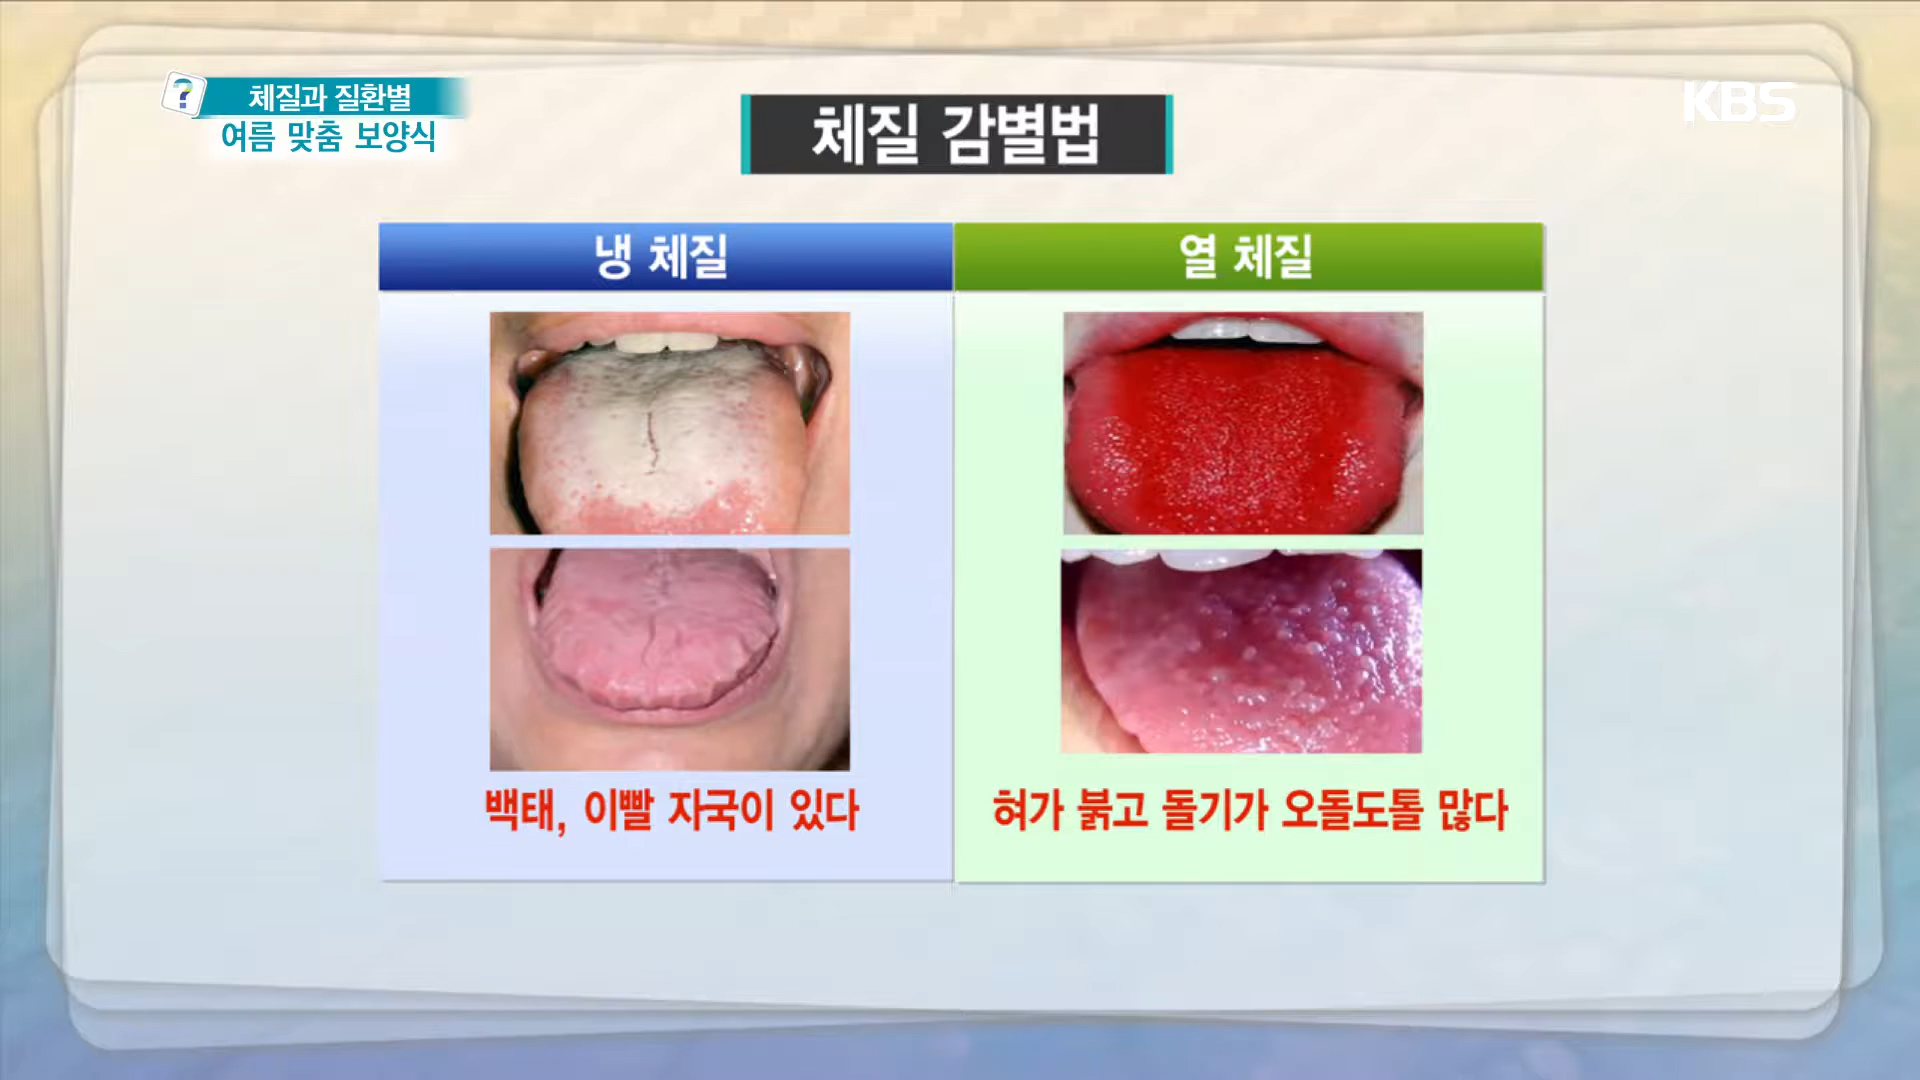 ?
체질과 질환별
여름 맞춤 보양식
체질 감별법
KBS
냉 체질
열 체질
백태, 이빨 자국이 있다
혀가 붉고 돌기가 오돌도톨 많다